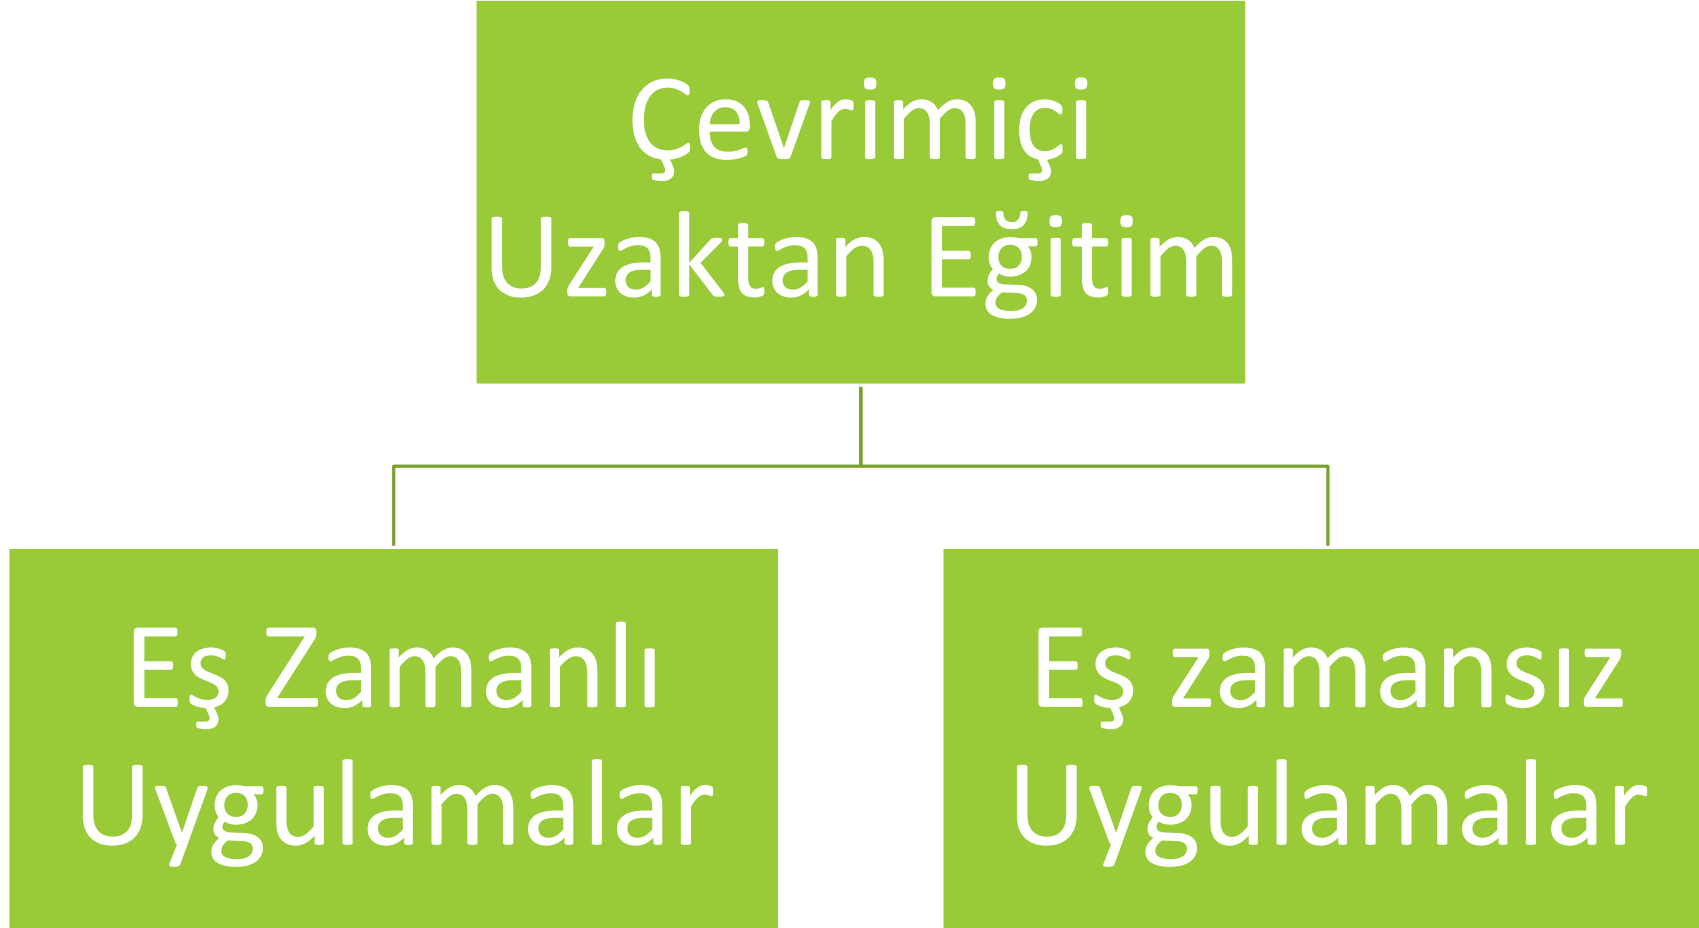 Çevrimiçi
Uzaktan Eğitim
Eş Zamanlı
Uygulamalar
Eş zamansız
Uygulamalar